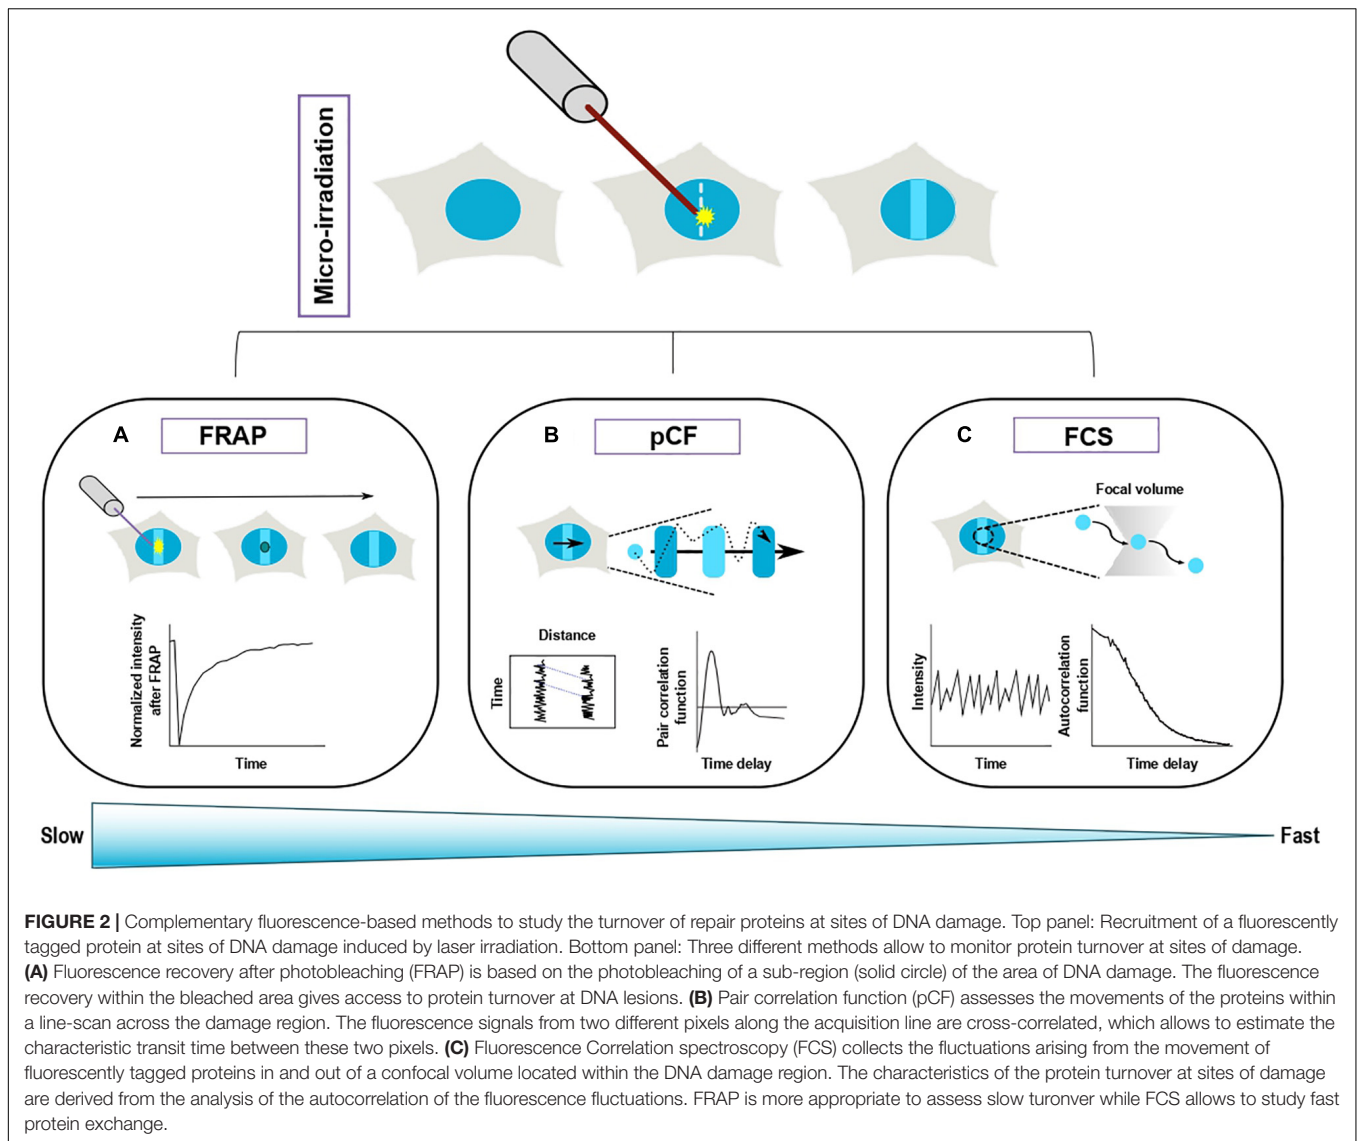 Micro-irradiation
A
FRAP
Normalized intensity
after FRAP
Time
B
pCF
Distance
Time
Pair correlation
function
Time delay
C
FCS
Focal volume
Intensity
Time
Autocorrelation
function
Time delay
Slow
Fast
FIGURE 2 | Complementary fluorescence-based methods to study the turnover of repair proteins at sites of DNA damage. Top panel: Recruitment of a fluorescently
tagged protein at sites of DNA damage induced by laser irradiation. Bottom panel: Three different methods allow to monitor protein turnover at sites of damage.
(A) Fluorescence recovery after photobleaching (FRAP) is based on the photobleaching of a sub-region (solid circle) of the area of DNA damage. The fluorescence
recovery within the bleached area gives access to protein turnover at DNA lesions. (B) Pair correlation function (pCF) assesses the movements of the proteins within
a line-scan across the damage region. The fluorescence signals from two different pixels along the acquisition line are cross-correlated, which allows to estimate the
characteristic transit time between these two pixels. (C) Fluorescence Correlation spectroscopy (FCS) collects the fluctuations arising from the movement of
fluorescently tagged proteins in and out of a confocal volume located within the DNA damage region. The characteristics of the protein turnover at sites of damage
are derived from the analysis of the autocorrelation of the fluorescence fluctuations. FRAP is more appropriate to assess slow turonver while FCS allows to study fast
protein exchange.